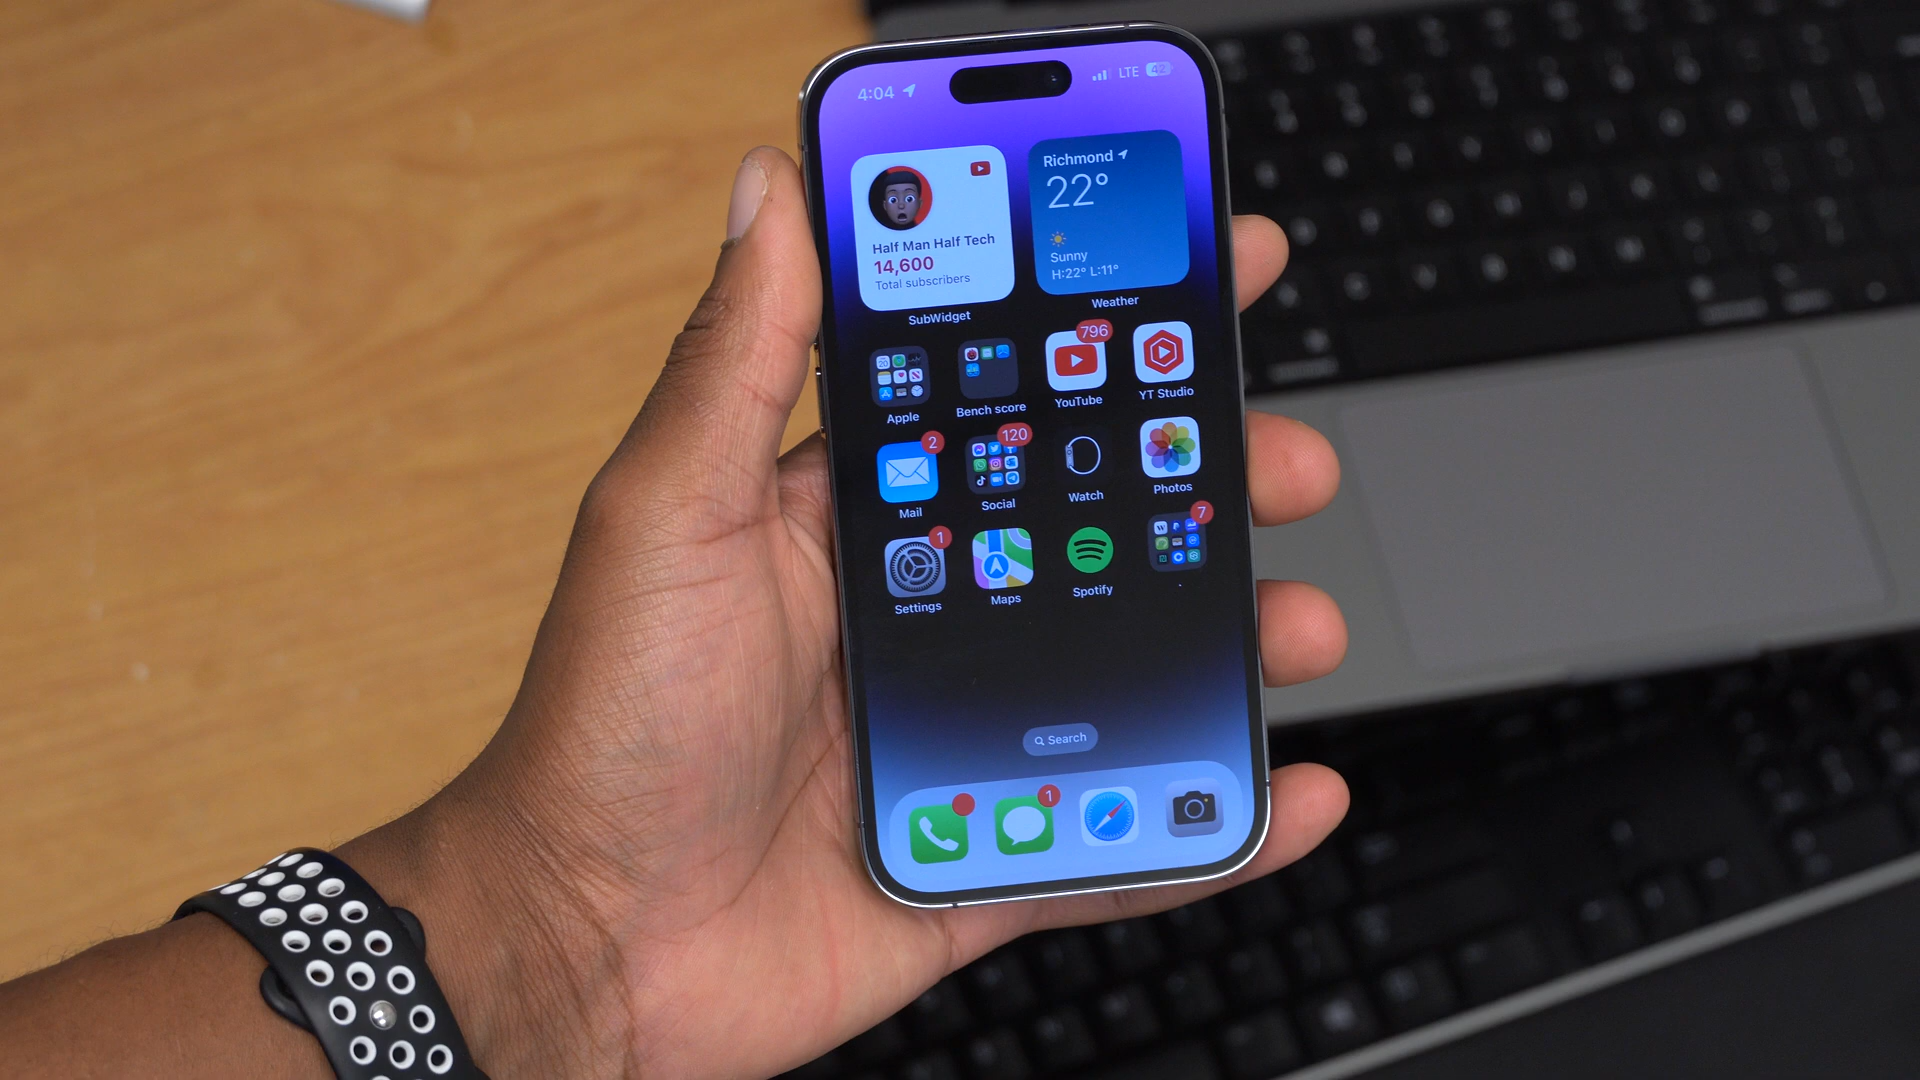 4:04 LTE 42
Half Man Half Tech
14,600
Total subscribers
SubWidget
Richmond
22°
Sunny
H:22° L:11°
Weather
Apple
Bench score
796
YouTube
YT Studio
2
Mail
120
Social
Watch
Photos
1
Settings
Maps
Spotify
7
.
Search
1